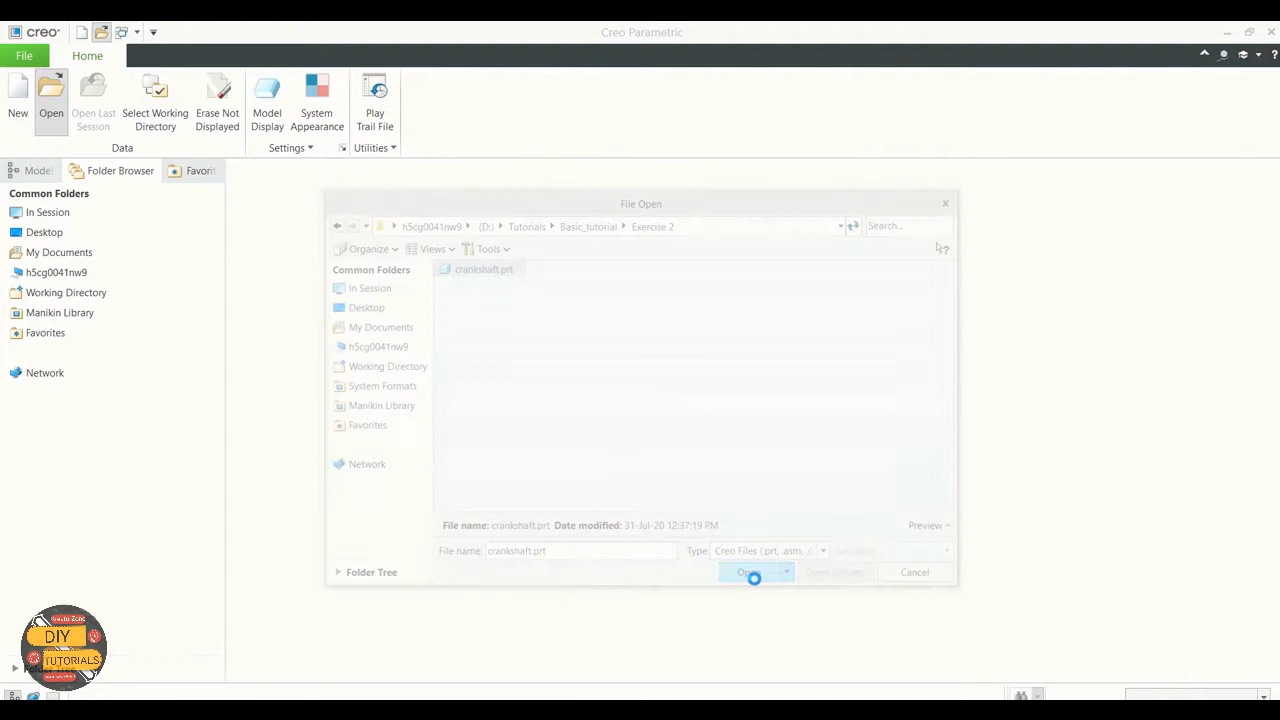 creo
Creo Parametric
File
Home
New
Open
Open Last Session
Select Working Directory
Erase Not Displayed
Model Display
System Appearance
Play Trail File
Data
Settings
Utilities
Model
Folder Browser
Favorit
Common Folders
In Session
Desktop
My Documents
h5cg0041nw9
Working Directory
Manikin Library
Favorites
Network
File Open
h5cg0041nw9
(D:)
Tutorials
Basic_tutorial
Exercise 2
Search...
Organize
Views
Tools
Common Folders
In Session
Desktop
My Documents
h5cg0041nw9
Working Directory
System Formats
Manikin Library
Favorites
Network
crankshaft.prt
File name: crankshaft.prt Date modified: 31-Jul-20 12:37:19 PM
Preview
File name: crankshaft.prt
Type Creo Files (.prt, .asm, .c
Folder Tree
Open
Cancel
Kreato Zone
DIY
TUTORIALS
Folder Tree